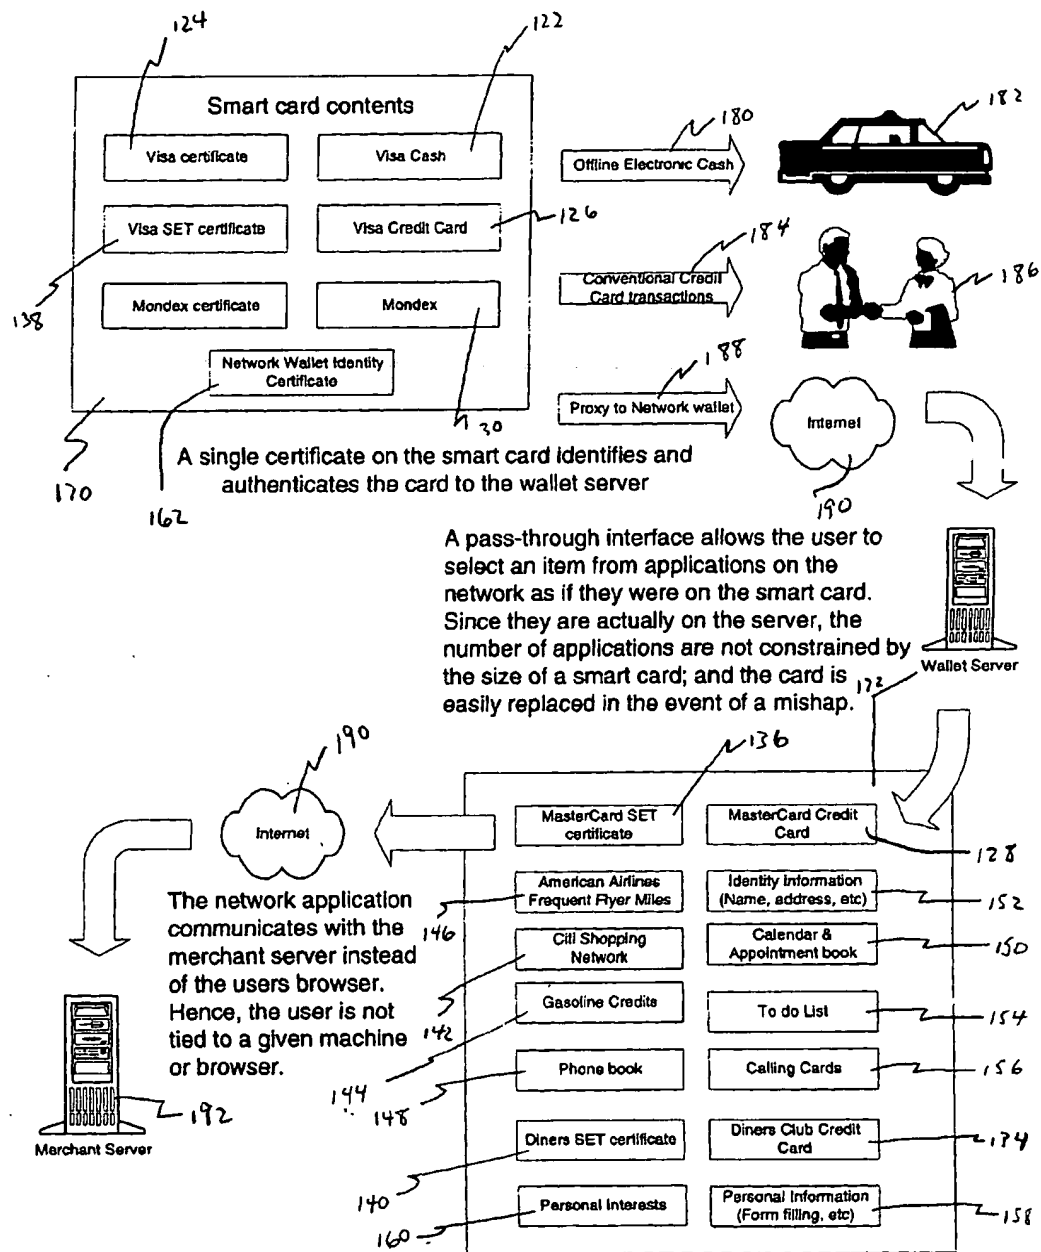 124
122
Smart card contents
Visa certificate
Visa Cash
180
182
Offline Electronic Cash
Visa SET certificate
Visa Credit Card
126
138
184
Conventional Credit
Card transactions
186
Mondex certificate
Mondex
Network Wallet Identity
Certificate
188
Proxy to Network wallet
Internet
30
170
162
190
A single certificate on the smart card identifies and
authenticates the card to the wallet server
A pass-through interface allows the user to
select an item from applications on the
network as if they were on the smart card.
Since they are actually on the server, the
number of applications are not constrained by
the size of a smart card; and the card is
easily replaced in the event of a mishap.
Wallet Server
172
190
136
Internet
MasterCard SET
certificate
MasterCard Credit
Card
128
American Airlines
Frequent Flyer Miles
Identity Information
(Name, address, etc)
152
146
Citi Shopping
Network
Calendar &
Appointment book
150
142
Gasoline Credits
To do List
154
144
Phone book
Calling Cards
156
148
Diners SET certificate
Diners Club Credit
Card
134
140
Personal Interests
Personal Information
(Form filling, etc)
158
160
The network application
communicates with the
merchant server instead
of the users browser.
Hence, the user is not
tied to a given machine
or browser.
192
Merchant Server